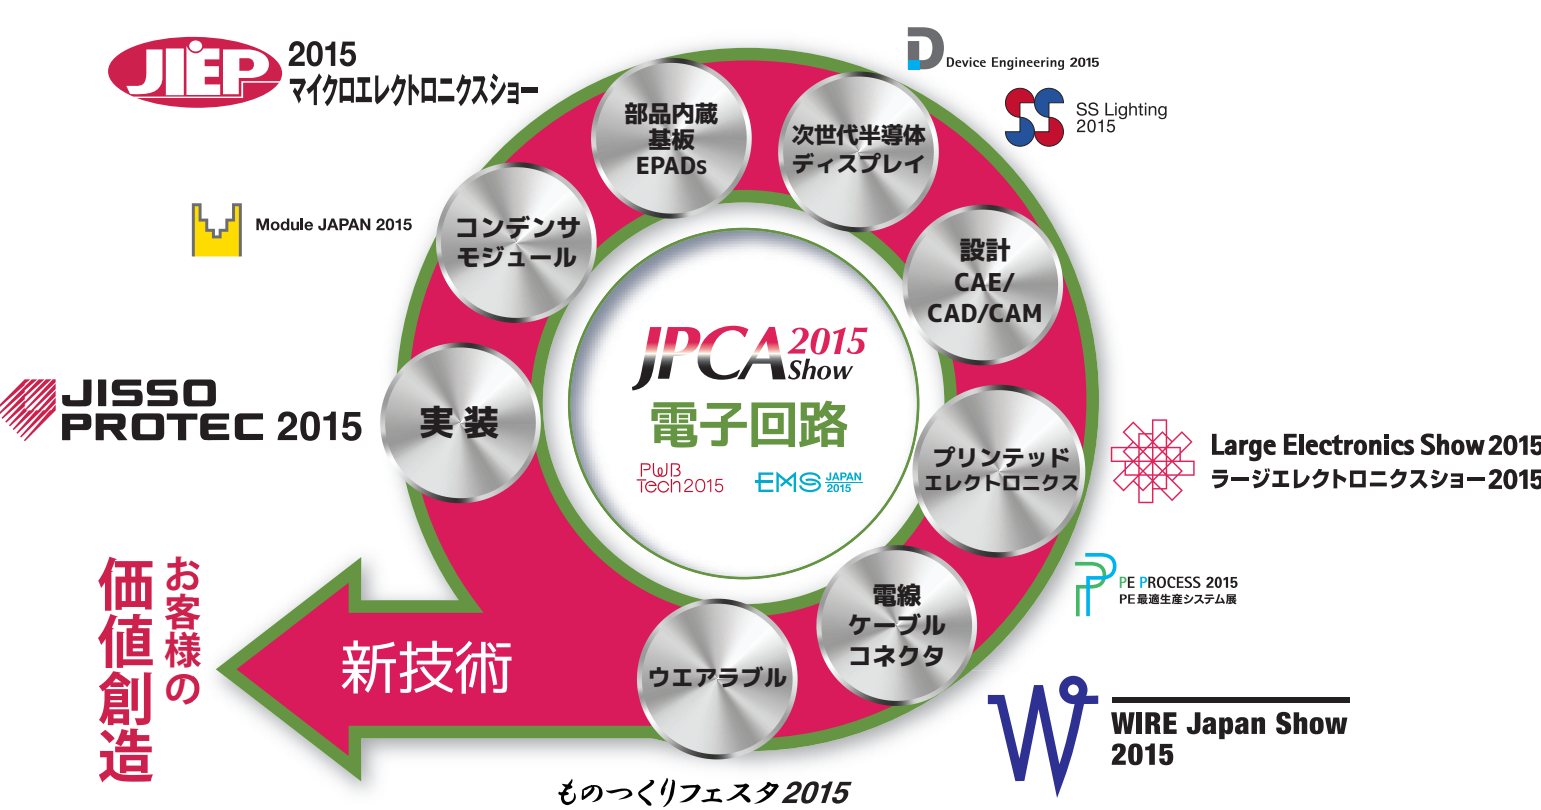 JIEP
2015
マイクロエレクトロニクスショー
Device Engineering 2015
SS Lighting
2015
部品内蔵
基板
EPADs
次世代半導体
ディスプレイ
Module JAPAN 2015
コンデンサ
モジュール
設計
CAE/
CAD/CAM
JPCA 2015
Show
電子回路
PWB
Tech 2015
EMS JAPAN
2015
JISSO
PROTEC 2015
実装
プリンテッド
エレクトロニクス
Large Electronics Show 2015
ラージエレクトロニクスショー2015
電線
ケーブル
コネクタ
PE PROCESS 2015
PE最適生産システム展
お客様の
価値創造
新技術
ウエアラブル
WIRE Japan Show
2015
ものづくりフェスタ2015